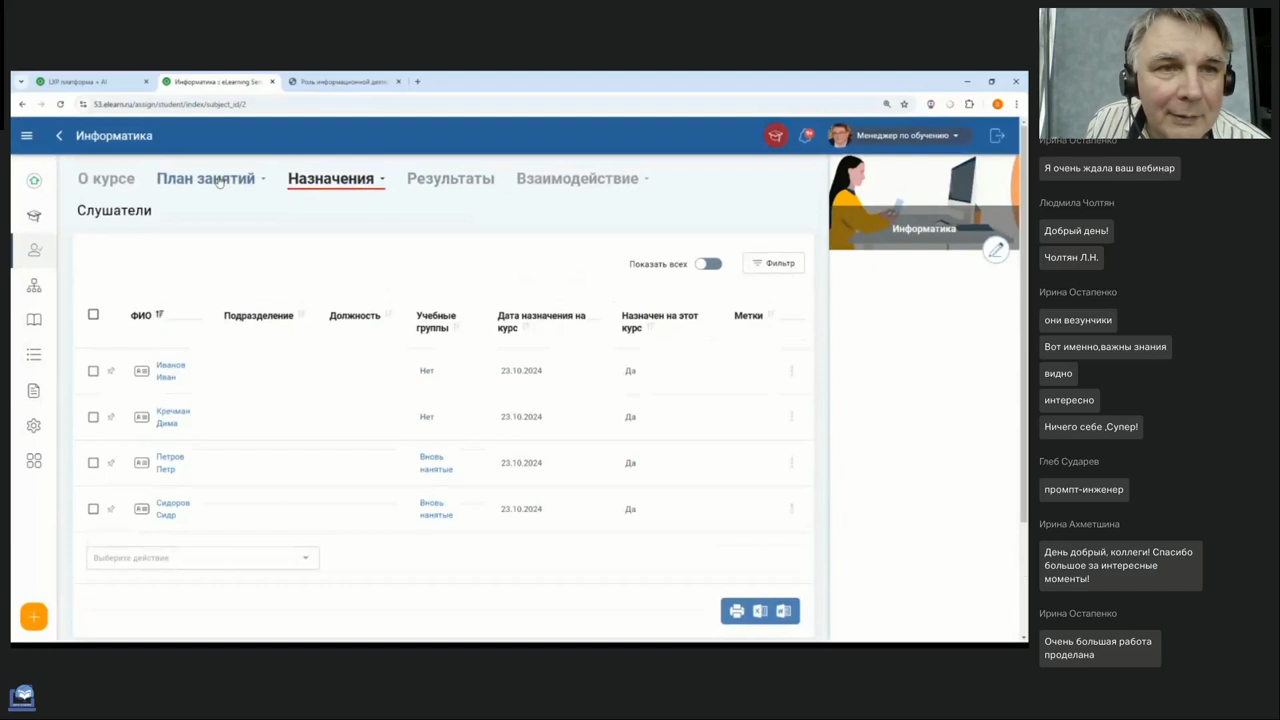 LXP платформа + AI
Информатика :: eLearning Ser
Роль информационной деяте
53.elearn.ru/assign/student/index/subject_id/2
Информатика
Менеджер по обучению
О курсе
План занятий
Назначения
Результаты
Взаимодействие
Слушатели
Информатика
Показать всех
Фильтр
ФИО
Подразделение
Должность
Учебные группы
Дата назначения на курс
Назначен на этот курс
Метки
Иванов Иван
Нет
23.10.2024
Да
Кречман Дима
Нет
23.10.2024
Да
Петров Петр
Вновь нанятые
23.10.2024
Да
Сидоров Сидр
Вновь нанятые
23.10.2024
Да
Выберите действие
Ирина Остапенко
Я очень ждала ваш вебинар
Людмила Чолтян
Добрый день!
Чолтян Л.Н.
Ирина Остапенко
они везунчики
Вот именно,важны знания
видно
интересно
Ничего себе ,Супер!
Глеб Сударев
промпт-инженер
Ирина Ахметшина
День добрый, коллеги! Спасибо
большое за интересные
моменты!
Ирина Остапенко
Очень большая работа
проделана